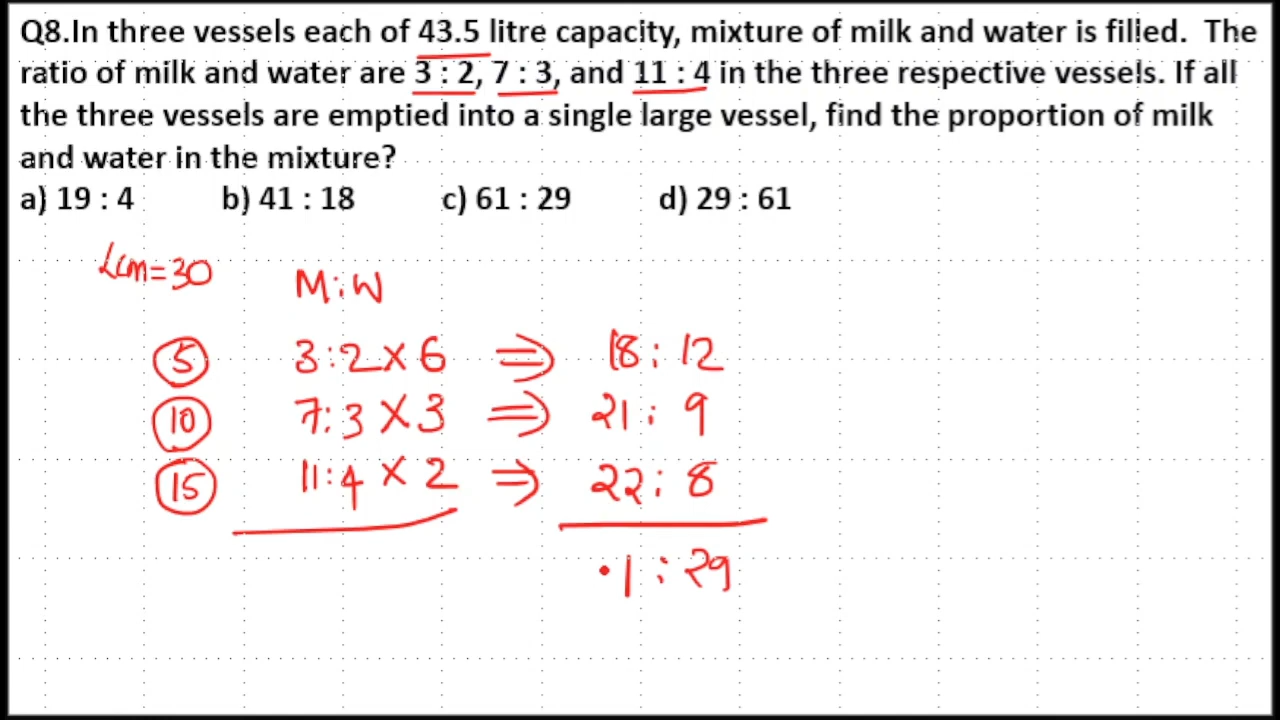 Q8.In three vessels each of 43.5 litre capacity, mixture of milk and water is filled. The
ratio of milk and water are 3 : 2, 7 : 3, and 11 : 4 in the three respective vessels. If all
the three vessels are emptied into a single large vessel, find the proportion of milk
and water in the mixture?
a) 19 : 4 b) 41 : 18 c) 61 : 29 d) 29 : 61
Lcm=30
M:W
5 3:2×6 ⇒ 18:12
10 7:3×3 ⇒ 21:9
15 11:4×2 ⇒ 22:8
·1:29